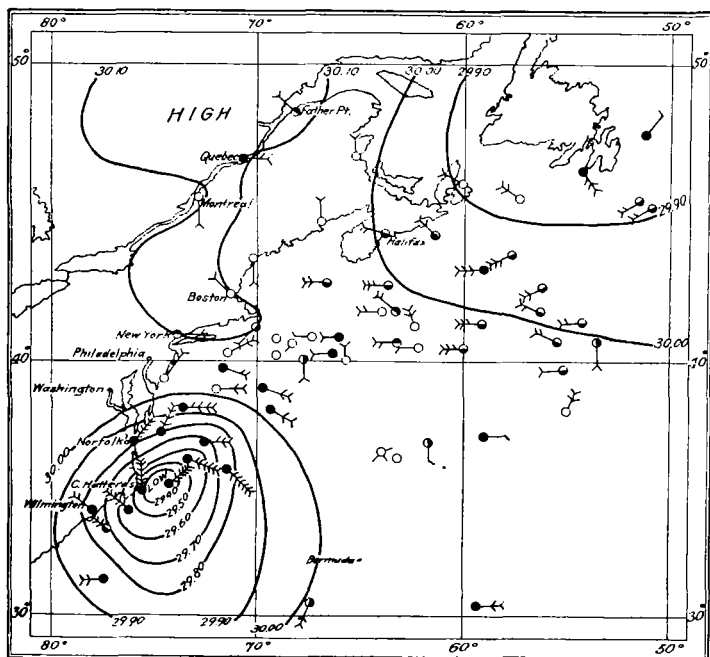 80° 70° 60° 50°
50° 30.10 30.10 30.00 29.90 50°
HIGH
Father Pt.
Quebec
Montreal
29.90
Halifax
Boston
New York
30.00
40° Philadelphia 40°
Washington
30.00
Norfolk
C. Hatteras LOW
29.40
Wilmington 29.50
29.60
29.70
Bermuda
29.80
30° 29.90 29.90 30.00 30°
80° 70° 60° 50°